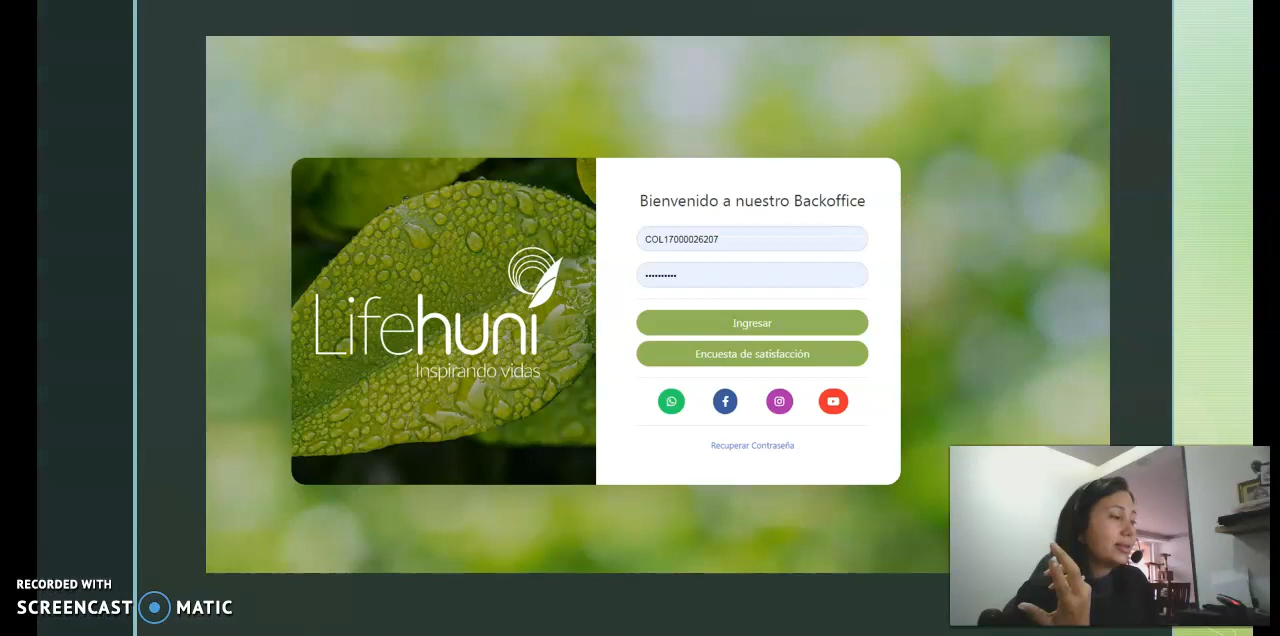 Bienvenido a nuestro Backoffice
COL17000026207
••••••••••
Ingresar
Encuesta de satisfacción
Recuperar Contraseña
Lifehuni
Inspirando vidas
RECORDED WITH
SCREENCAST MATIC